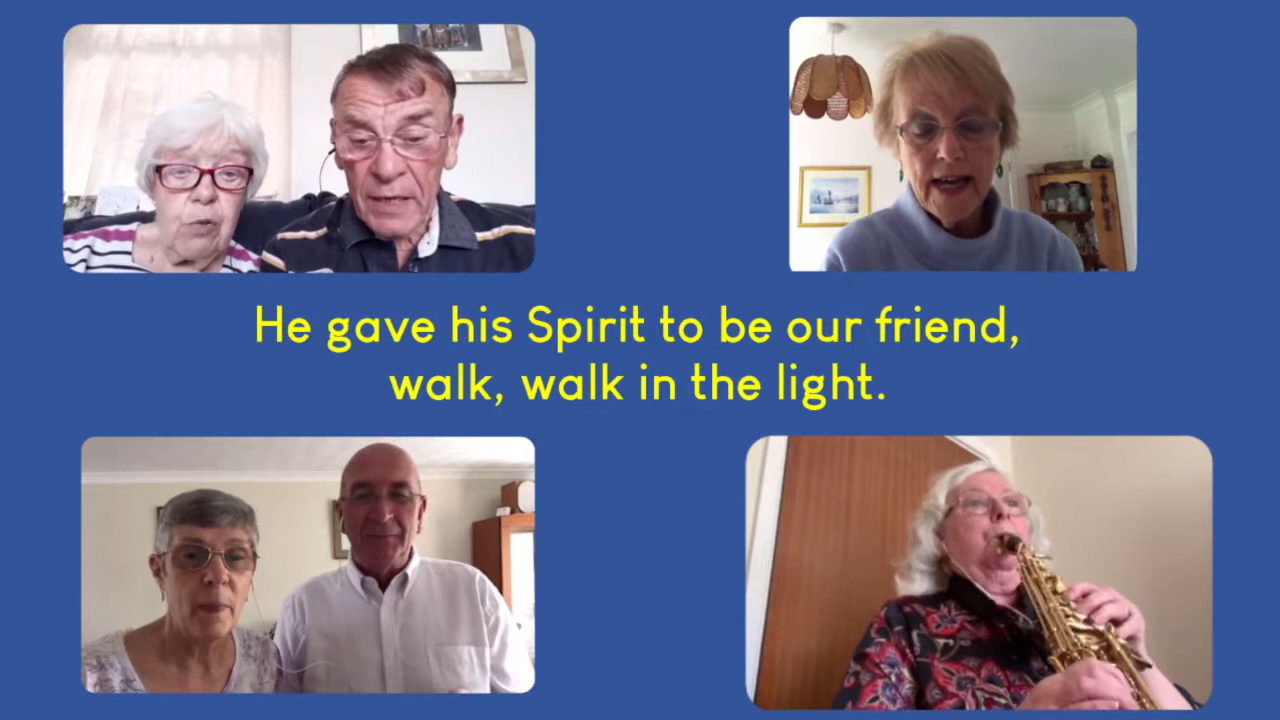 He gave his Spirit to be our friend,
walk, walk in the light.